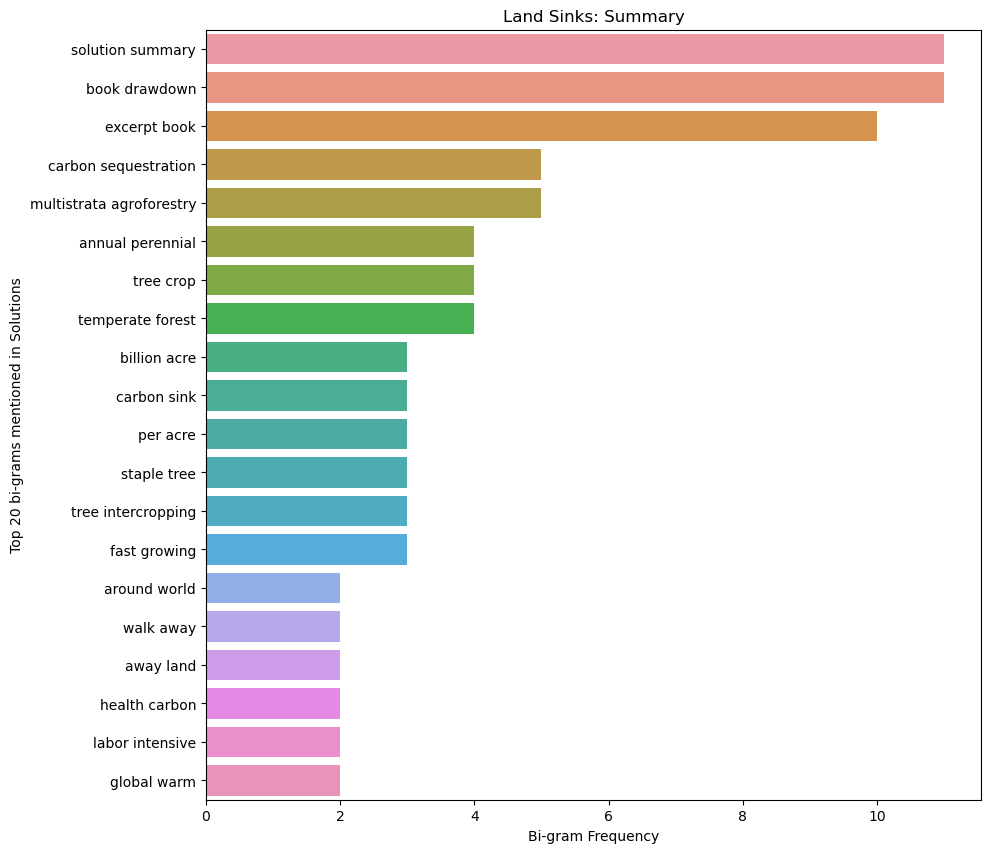 Land Sinks: Summary
solution summary
book drawdown
excerpt book
carbon sequestration
multistrata agroforestry
annual perennial
tree crop
temperate forest
billion acre
carbon sink
per acre
staple tree
tree intercropping
fast growing
around world
walk away
away land
health carbon
labor intensive
global warm
Top 20 bi-grams mentioned in Solutions
0 2 4 6 8 10
Bi-gram Frequency